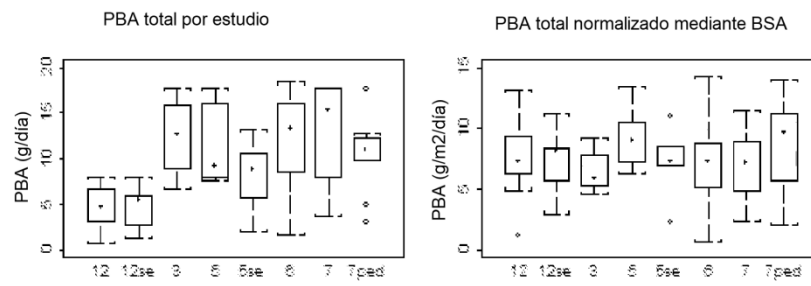 PBA total por estudio
PBA total normalizado mediante BSA
PBA (g/día)
20
15
10
5
0
12 12se 3 5 5se 6 7 7ped
PBA (g/m2/día)
15
10
5
0
12 12se 3 5 5se 6 7 7ped